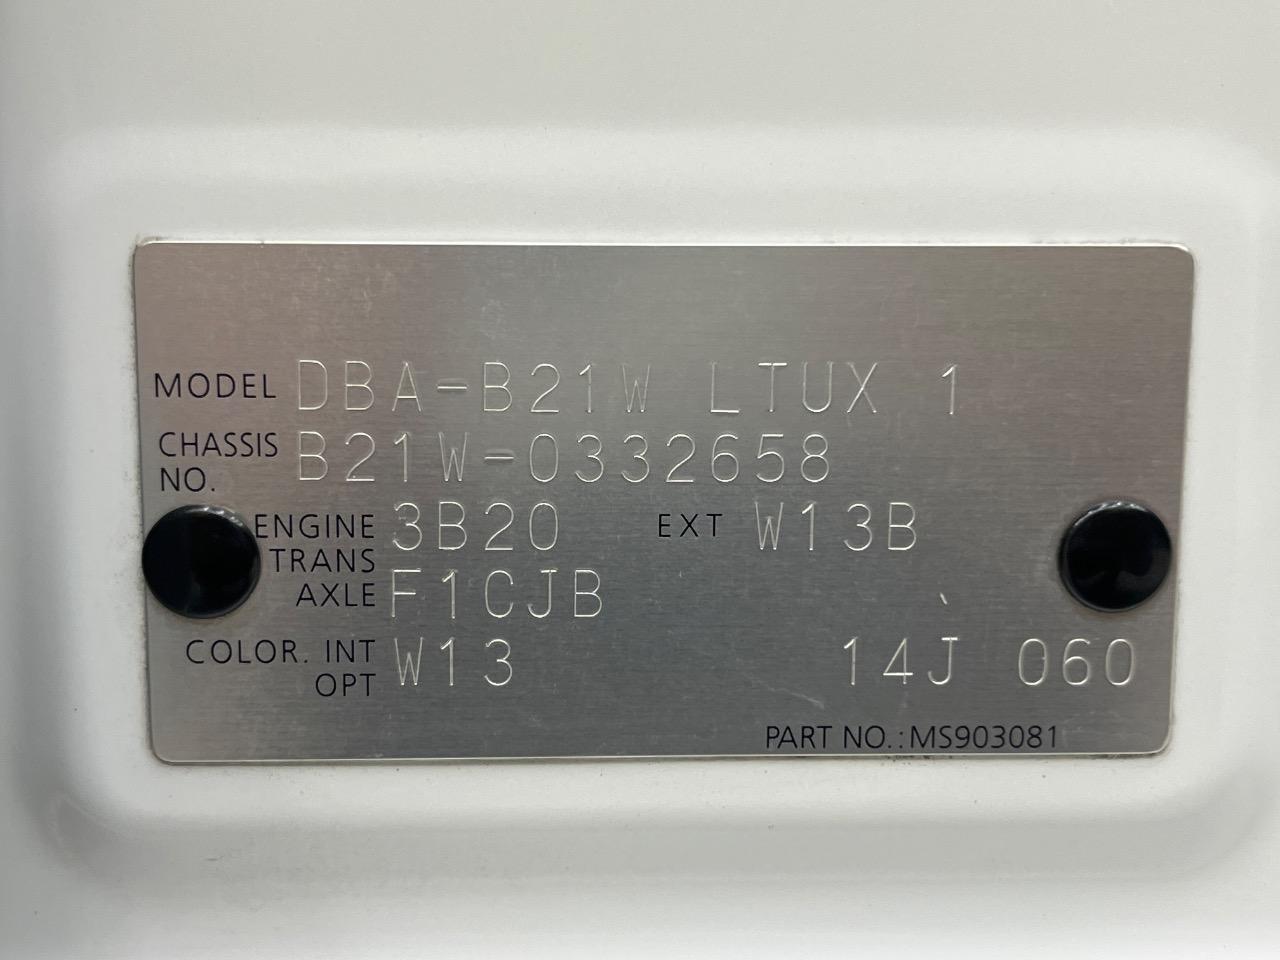 MODEL DBA-B21W LTUX 1
CHASSIS NO. B21W-0332658
ENGINE 3B20 EXT W13B
TRANS AXLE F1CJB
COLOR. INT OPT W13 14J 060
PART NO.:MS903081